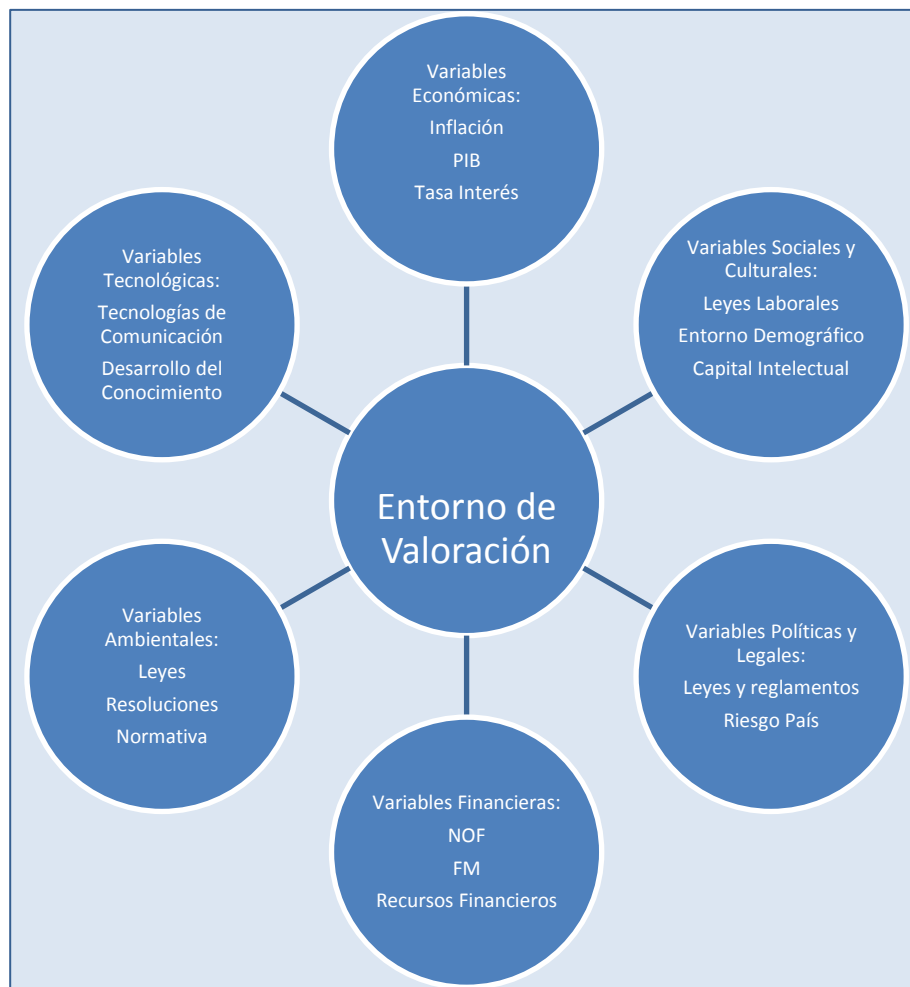 Variables
Económicas:
Inflación
PIB
Tasa Interés
Variables Sociales y
Culturales:
Leyes Laborales
Entorno Demográfico
Capital Intelectual
Variables Políticas y
Legales:
Leyes y reglamentos
Riesgo País
Variables Financieras:
NOF
FM
Recursos Financieros
Variables
Ambientales:
Leyes
Resoluciones
Normativa
Variables
Tecnológicas:
Tecnologías de
Comunicación
Desarrollo del
Conocimiento
Entorno de
Valoración